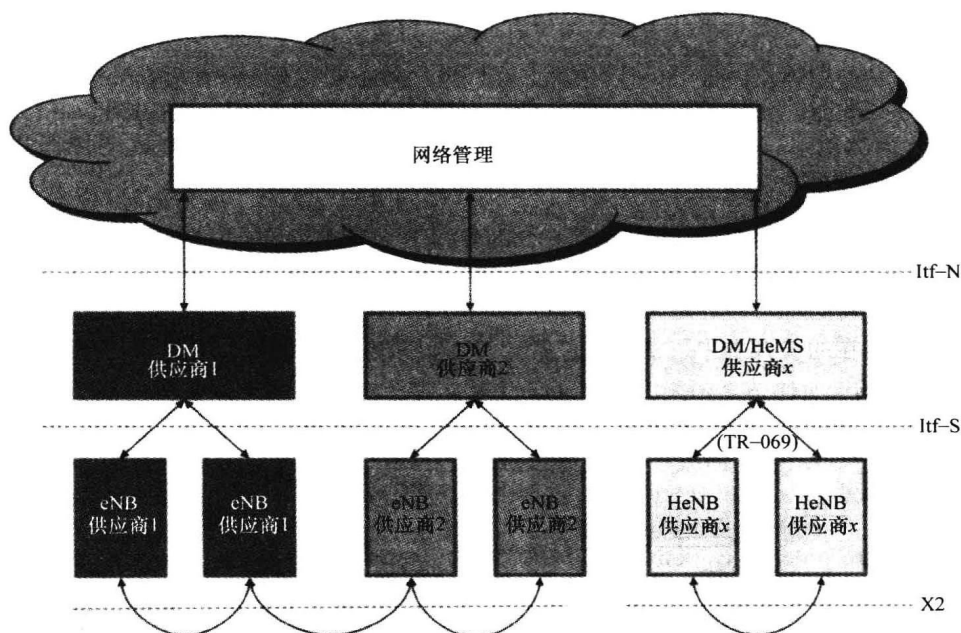 网络管理
Itf–N
DM
供应商1
DM
供应商2
DM/HeMS
供应商x
Itf–S
(TR–069)
eNB
供应商1
eNB
供应商1
eNB
供应商2
eNB
供应商2
HeNB
供应商x
HeNB
供应商x
X2